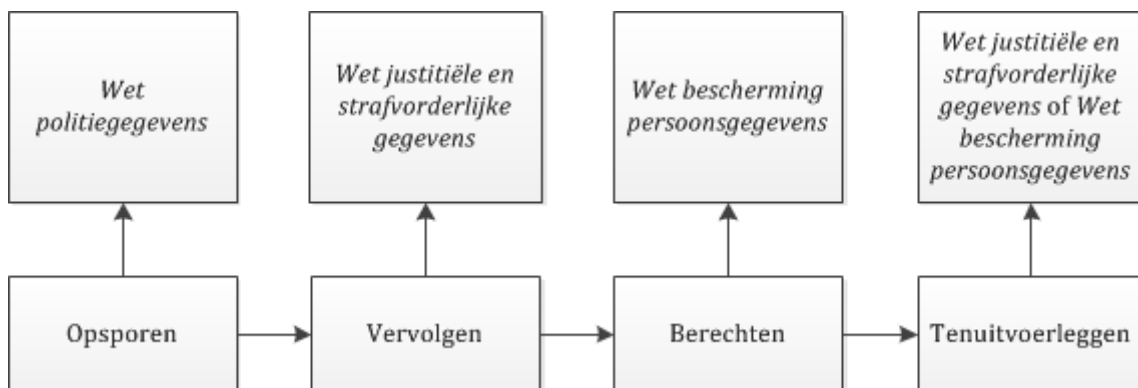 Wet
politiegegevens
Wet justitiële en
strafvorderlijke
gegevens
Wet bescherming
persoonsgegevens
Wet justitiële en
strafvorderlijke
gegevens of Wet
bescherming
persoonsgegevens
Opsporen
Vervolgen
Berechten
Tenuitvoerleggen